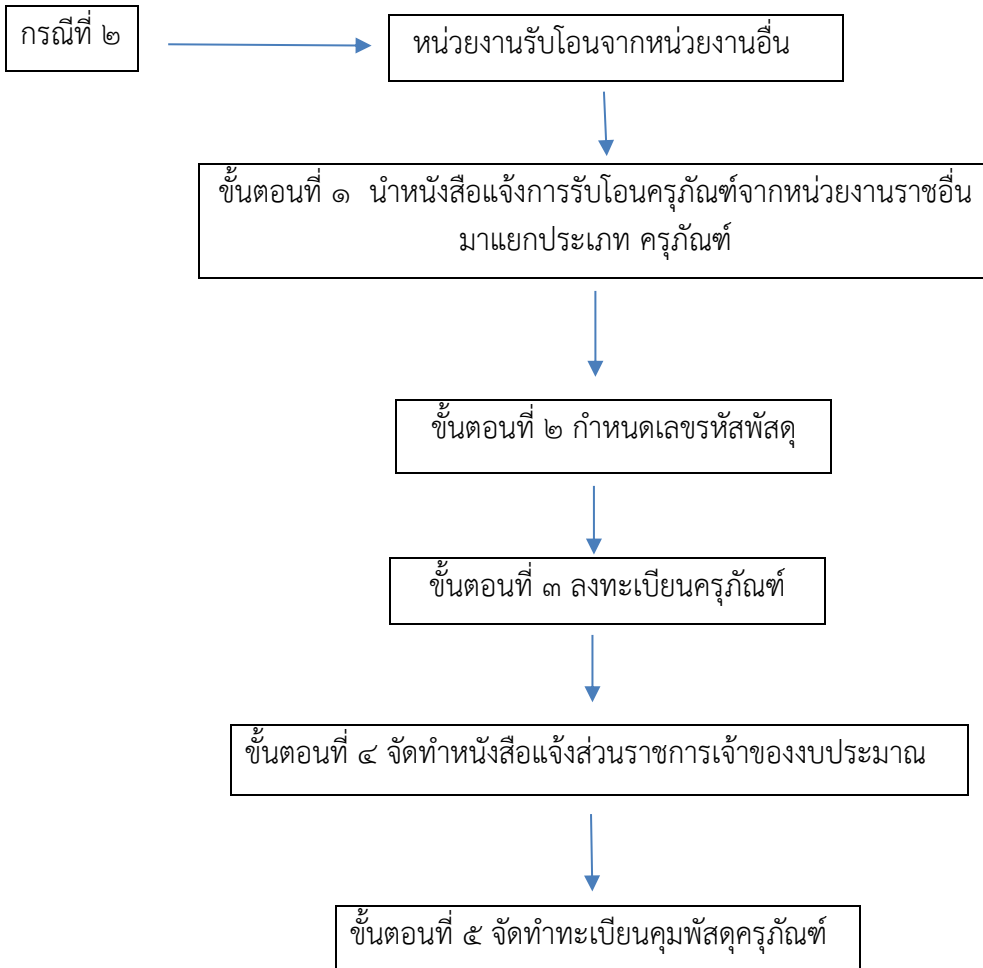 กรณีที่ ๒
หน่วยงานรับโอนจากหน่วยงานอื่น
ขั้นตอนที่ ๑ นำหนังสือแจ้งการรับโอนครุภัณฑ์จากหน่วยงานราชอื่น
มาแยกประเภท ครุภัณฑ์
ขั้นตอนที่ ๒ กำหนดเลขรหัสพัสดุ
ขั้นตอนที่ ๓ ลงทะเบียนครุภัณฑ์
ขั้นตอนที่ ๔ จัดทำหนังสือแจ้งส่วนราชการเจ้าของงบประมาณ
ขั้นตอนที่ ๕ จัดทำทะเบียนคุมพัสดุครุภัณฑ์